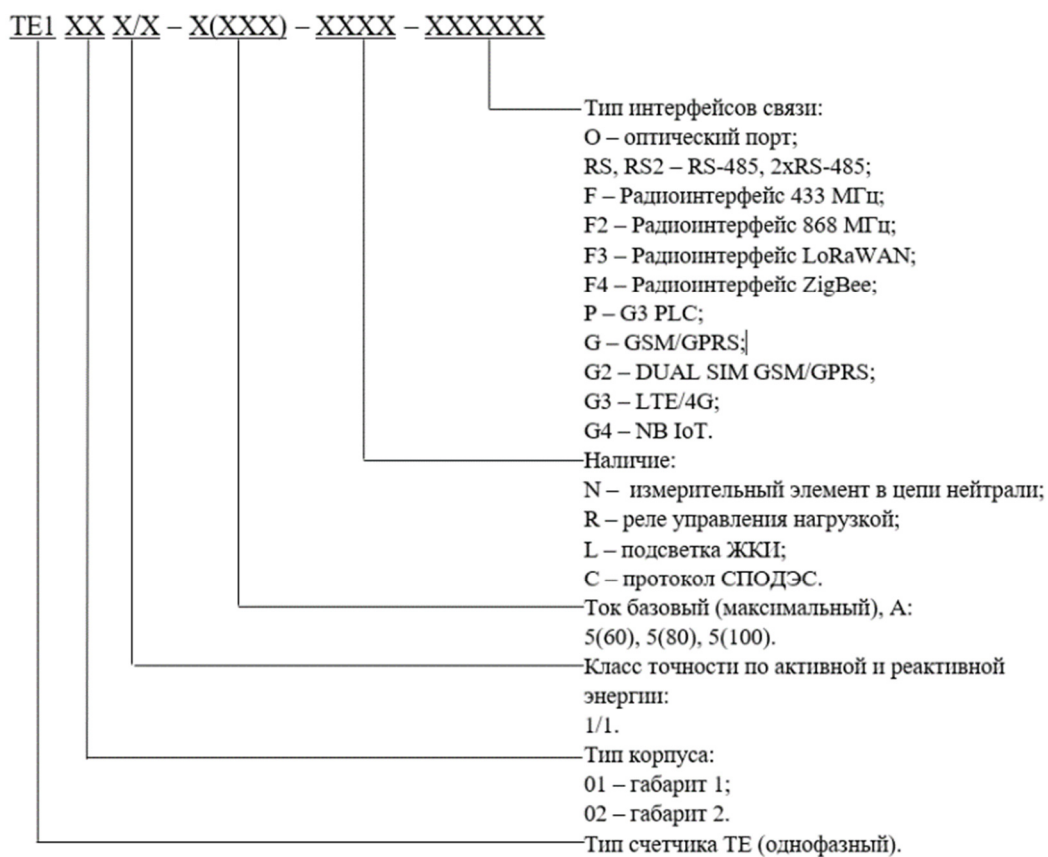 TE1 XX X/X – X(XXX) – XXXX – XXXXXX
Тип интерфейсов связи:
O – оптический порт;
RS, RS2 – RS-485, 2xRS-485;
F – Радиоинтерфейс 433 МГц;
F2 – Радиоинтерфейс 868 МГц;
F3 – Радиоинтерфейс LoRaWAN;
F4 – Радиоинтерфейс ZigBee;
P – G3 PLC;
G – GSM/GPRS;
G2 – DUAL SIM GSM/GPRS;
G3 – LTE/4G;
G4 – NB IoT.
Наличие:
N – измерительный элемент в цепи нейтрали;
R – реле управления нагрузкой;
L – подсветка ЖКИ;
C – протокол СПОДЭС.
Ток базовый (максимальный), А:
5(60), 5(80), 5(100).
Класс точности по активной и реактивной
энергии:
1/1.
Тип корпуса:
01 – габарит 1;
02 – габарит 2.
Тип счетчика ТЕ (однофазный).